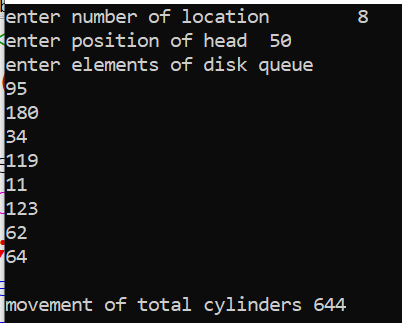 enter number of location        8
enter position of head  50
enter elements of disk queue
95
180
34
119
11
123
62
64
movement of total cylinders 644